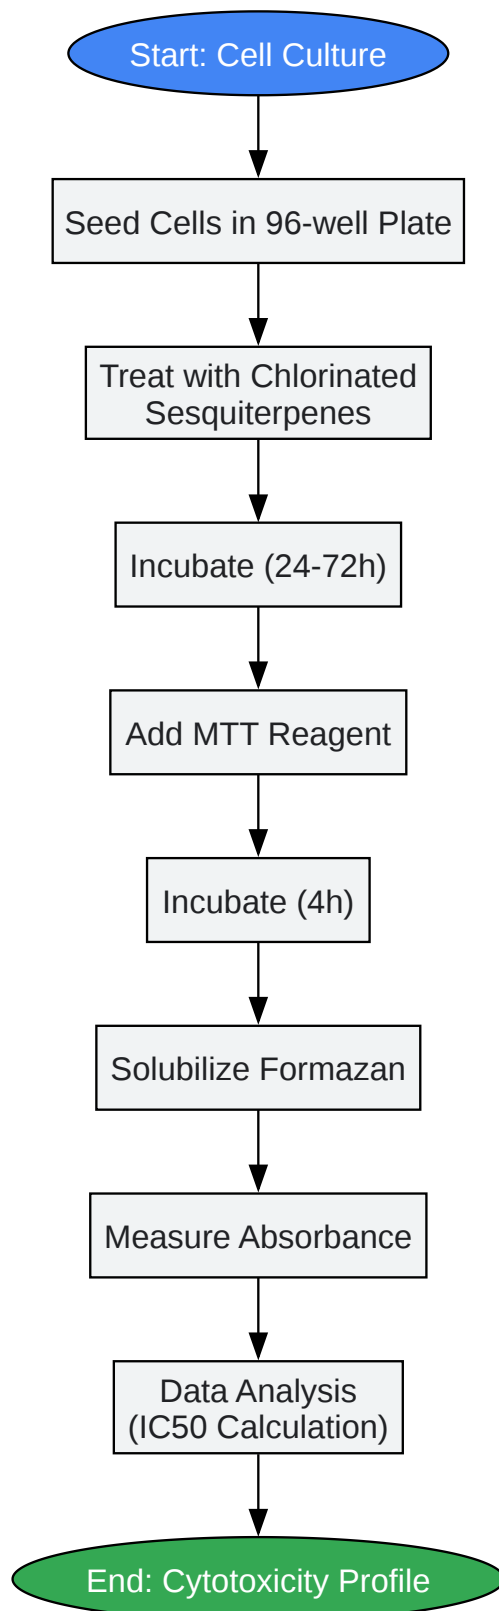 Start: Cell Culture
Seed Cells in 96-well Plate
Treat with Chlorinated
Sesquiterpenes
Incubate (24-72h)
Add MTT Reagent
Incubate (4h)
Solubilize Formazan
Measure Absorbance
Data Analysis
(IC50 Calculation)
End: Cytotoxicity Profile